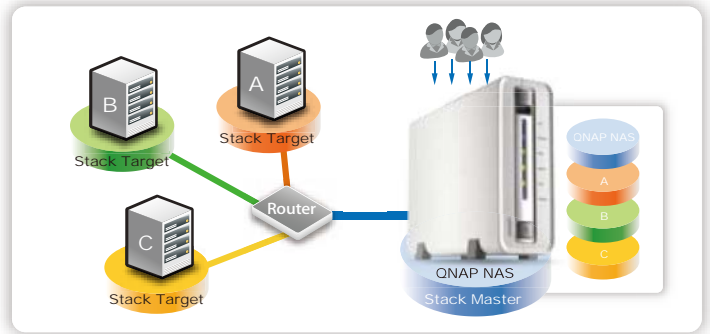 B
Stack Target
A
Stack Target
C
Stack Target
Router
QNAP NAS
Stack Master
QNAP NAS
A
B
C